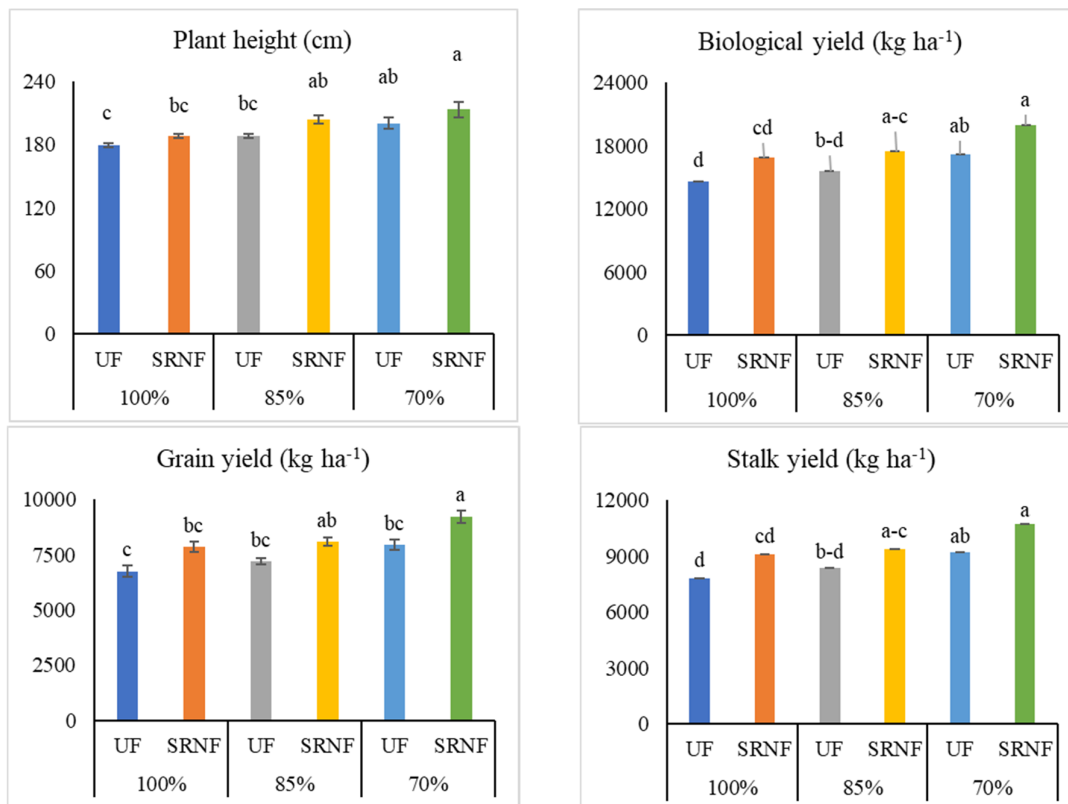 Plant height (cm)
240
180
120
60
0
c
bc
bc
ab
ab
a
UF SRNF UF SRNF UF SRNF
100% 85% 70%
Biological yield (kg ha⁻¹)
24000
18000
12000
6000
0
d
cd
b-d
a-c
ab
a
UF SRNF UF SRNF UF SRNF
100% 85% 70%
Grain yield (kg ha⁻¹)
10000
7500
5000
2500
0
c
bc
bc
ab
bc
a
UF SRNF UF SRNF UF SRNF
100% 85% 70%
Stalk yield (kg ha⁻¹)
12000
9000
6000
3000
0
d
cd
b-d
a-c
ab
a
UF SRNF UF SRNF UF SRNF
100% 85% 70%